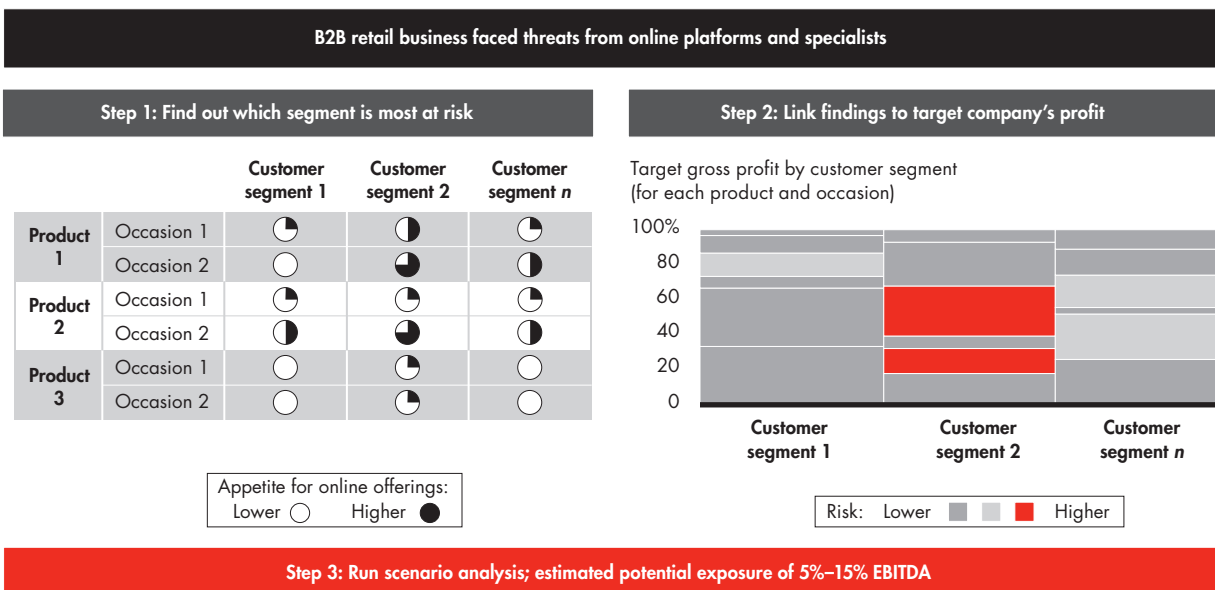 B2B retail business faced threats from online platforms and specialists
Step 1: Find out which segment is most at risk
Customer segment 1
Customer segment 2
Customer segment n
Product 1
Occasion 1
Occasion 2
Product 2
Occasion 1
Occasion 2
Product 3
Occasion 1
Occasion 2
Appetite for online offerings:
Lower Higher
Step 2: Link findings to target company’s profit
Target gross profit by customer segment
(for each product and occasion)
100%
80
60
40
20
0
Customer segment 1
Customer segment 2
Customer segment n
Risk: Lower Higher
Step 3: Run scenario analysis; estimated potential exposure of 5%–15% EBITDA